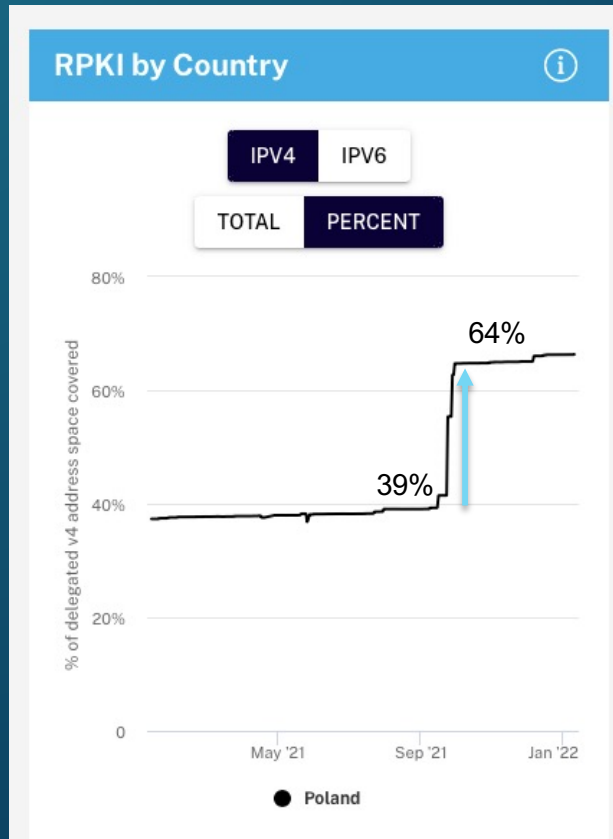 RPKI by Country
IPV4 IPV6
TOTAL PERCENT
% of delegated v4 address space covered
80%
60%
40%
20%
0
64%
39%
May '21 Sep '21 Jan '22
Poland